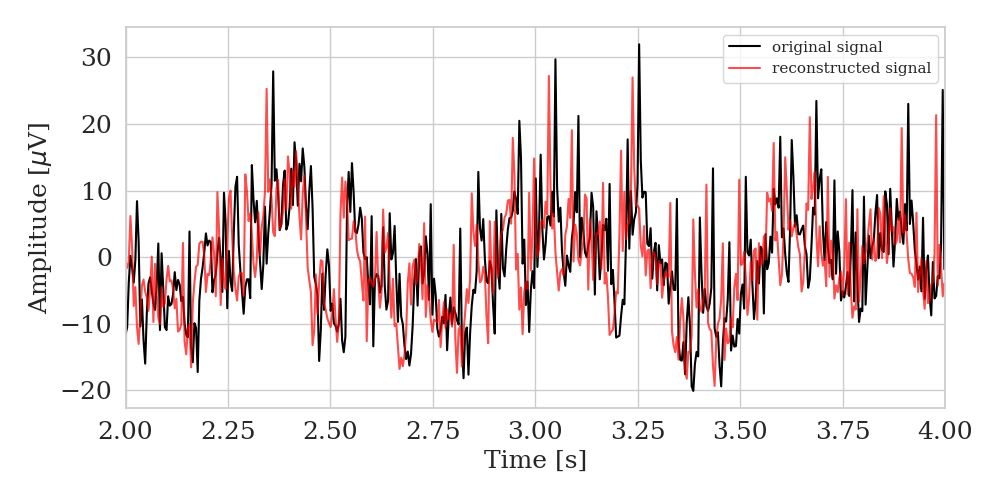 Amplitude [μV]
30
20
10
0
−10
−20
original signal
reconstructed signal
2.00 2.25 2.50 2.75 3.00 3.25 3.50 3.75 4.00
Time [s]